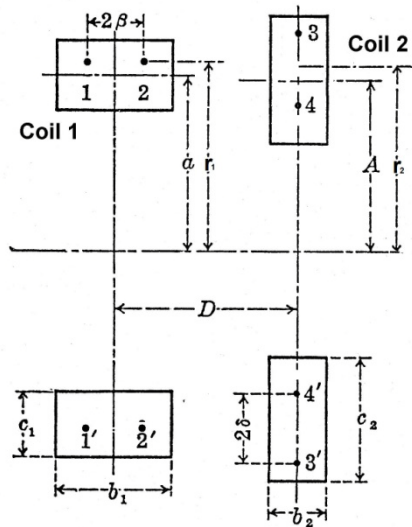 2β
3
Coil 2
1 2
4
Coil 1
a r₁ A r₂
D
c₁ 1′ 2′ 4′ 2δ 3′ c₂
b₁ b₂